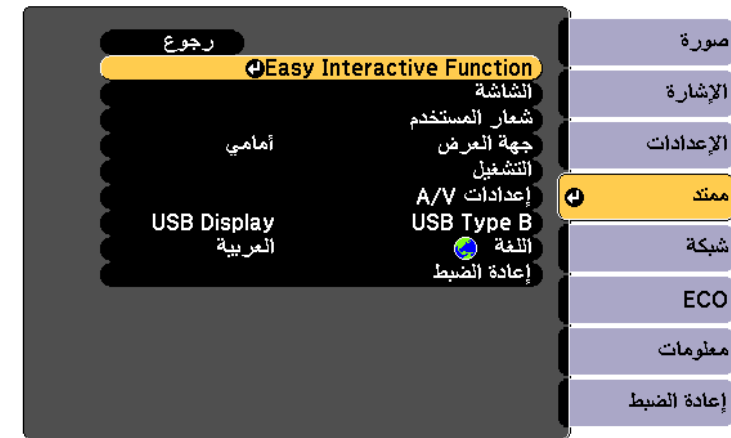 صورة
الإشارة
الإعدادات
ممتد
شبكة
ECO
معلومات
إعادة الضبط
رجوع
Easy Interactive Function
الشاشة
شعار المستخدم
جهة العرض أمامي
التشغيل
إعدادات A/V
USB Type B USB Display
اللغة العربية
إعادة الضبط